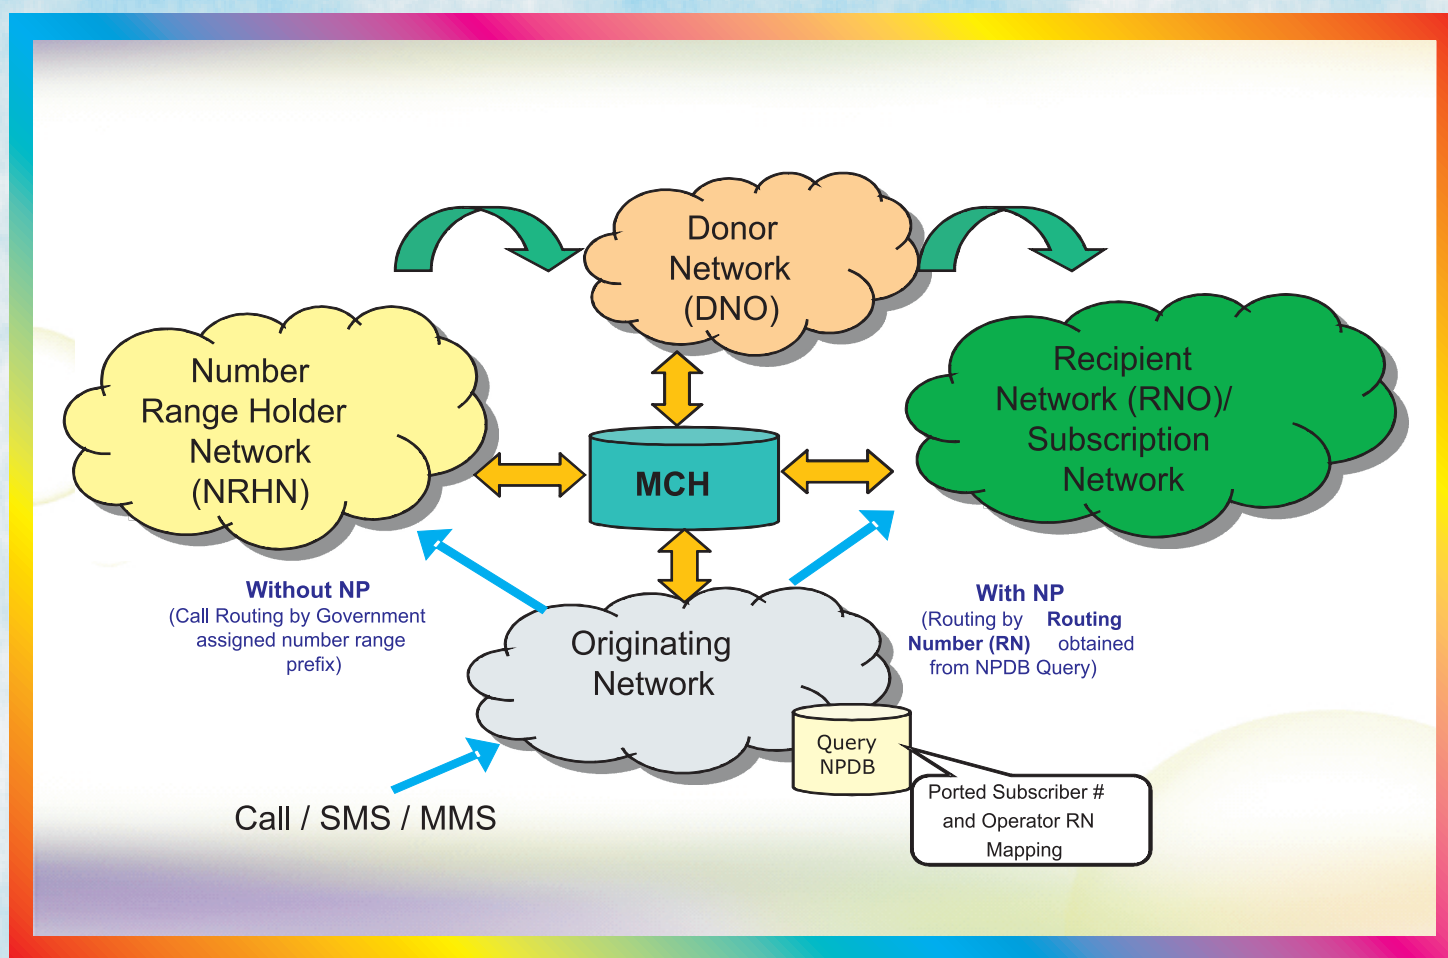 Donor
Network
(DNO)
Number
Range Holder
Network
(NRHN)
Recipient
Network (RNO)/
Subscription
Network
MCH
Without NP
(Call Routing by Government
assigned number range
prefix)
With NP
(Routing by Routing
Number (RN) obtained
from NPDB Query)
Originating
Network
Query
NPDB
Ported Subscriber #
and Operator RN
Mapping
Call / SMS / MMS